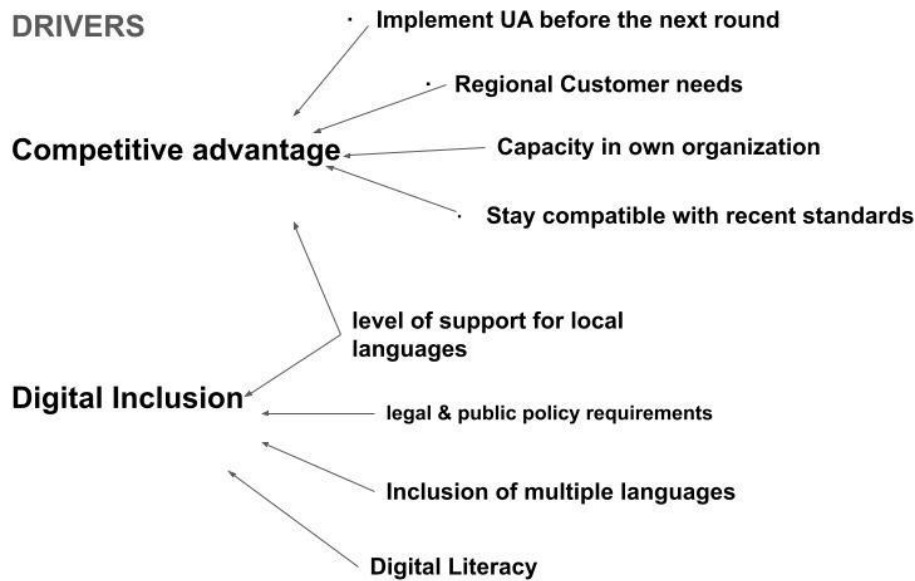 DRIVERS
Implement UA before the next round
Regional Customer needs
Competitive advantage
Capacity in own organization
Stay compatible with recent standards
level of support for local
languages
Digital Inclusion
legal & public policy requirements
Inclusion of multiple languages
Digital Literacy